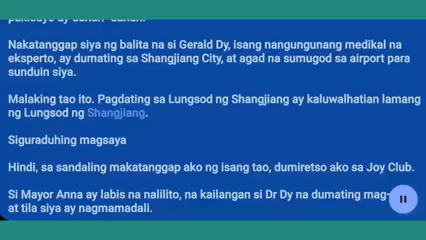 Nakatanggap siya ng balita na si Gerald Dy, isang nangungunang medikal na
eksperto, ay dumating sa Shangjiang City, at agad na sumugod sa airport para
sunduin siya.
Malaking tao ito. Pagdating sa Lungsod ng Shangjiang ay kaluwalhatian lamang
ng Lungsod ng Shangjiang.
Siguraduhing magsaya
Hindi, sa sandaling makatanggap ako ng isang tao, dumiretso ako sa Joy Club.
Si Mayor Anna ay labis na nalilito, na kailangan si Dr Dy na dumating mag-
at tila siya ay nagmamadali.